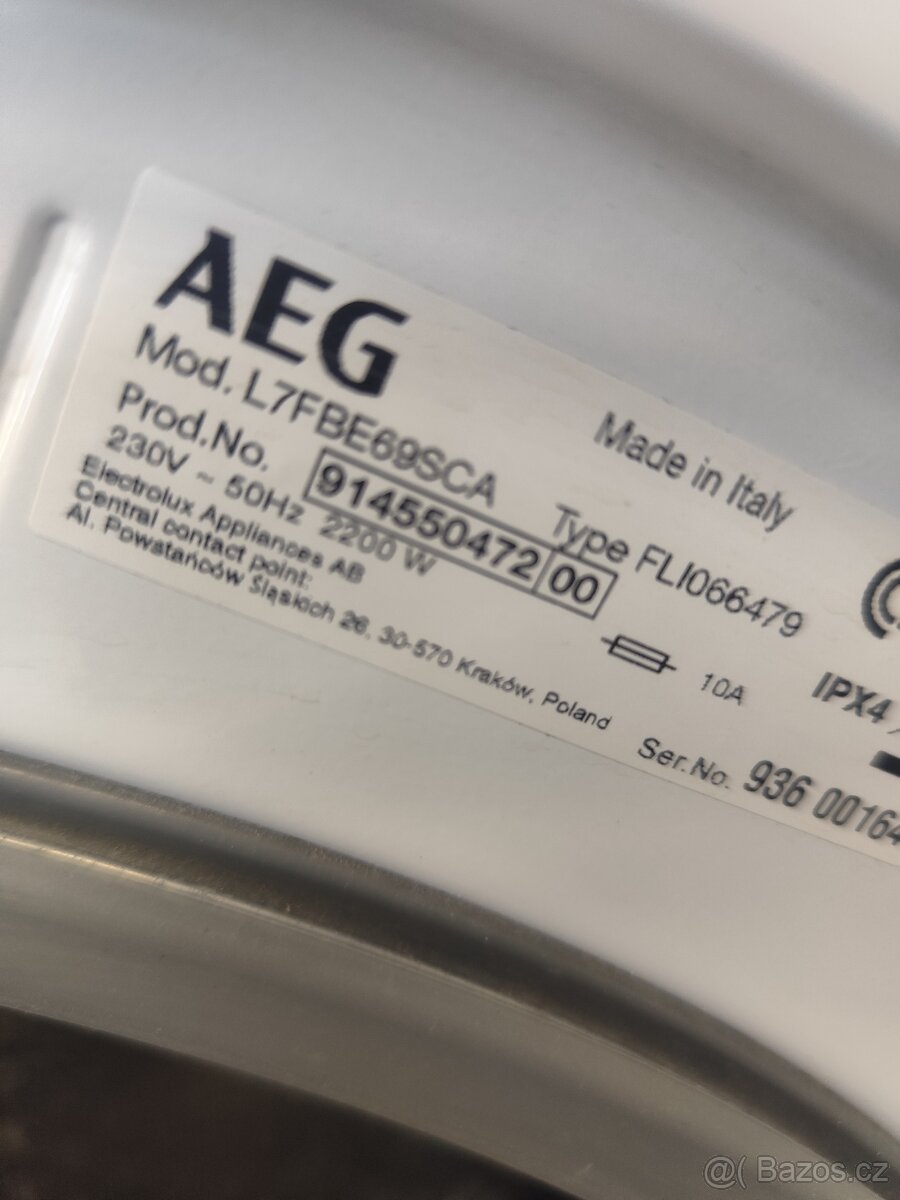 AEG
Made in Italy
Mod. L7FBE69SCA
Type FLI066479
Prod.No. 914550472 00
230V ~ 50Hz 2200 W
10A
IPX4
Electrolux Appliances AB
Central contact point:
Al. Powstańców Śląskich 26, 30-570 Kraków, Poland
Ser.No. 936 00164
@( Bazos.cz